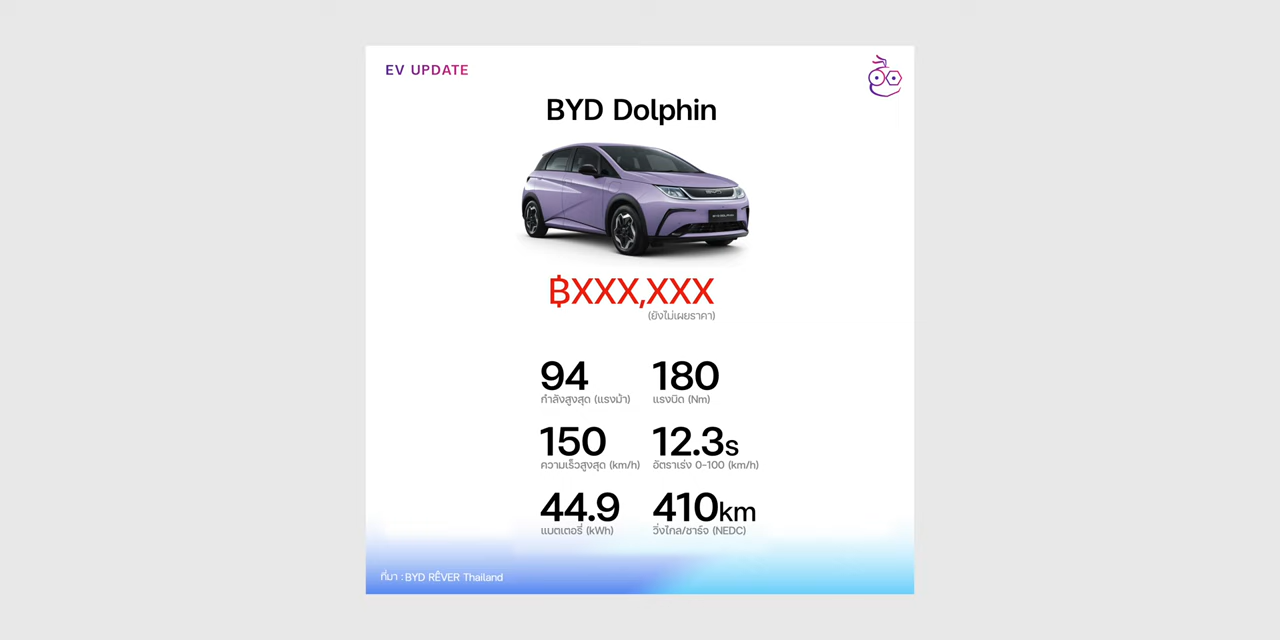 EV UPDATE
BYD Dolphin
BYD DOLPHIN
฿XXX,XXX
(ยังไม่เผยราคา)
94
กำลังสูงสุด (แรงม้า)
180
แรงบิด (Nm)
150
ความเร็วสูงสุด (km/h)
12.3s
อัตราเร่ง 0-100 (km/h)
44.9
แบตเตอรี่ (kWh)
410km
วิ่งไกล/ชาร์จ (NEDC)
ที่มา : BYD RÊVER Thailand